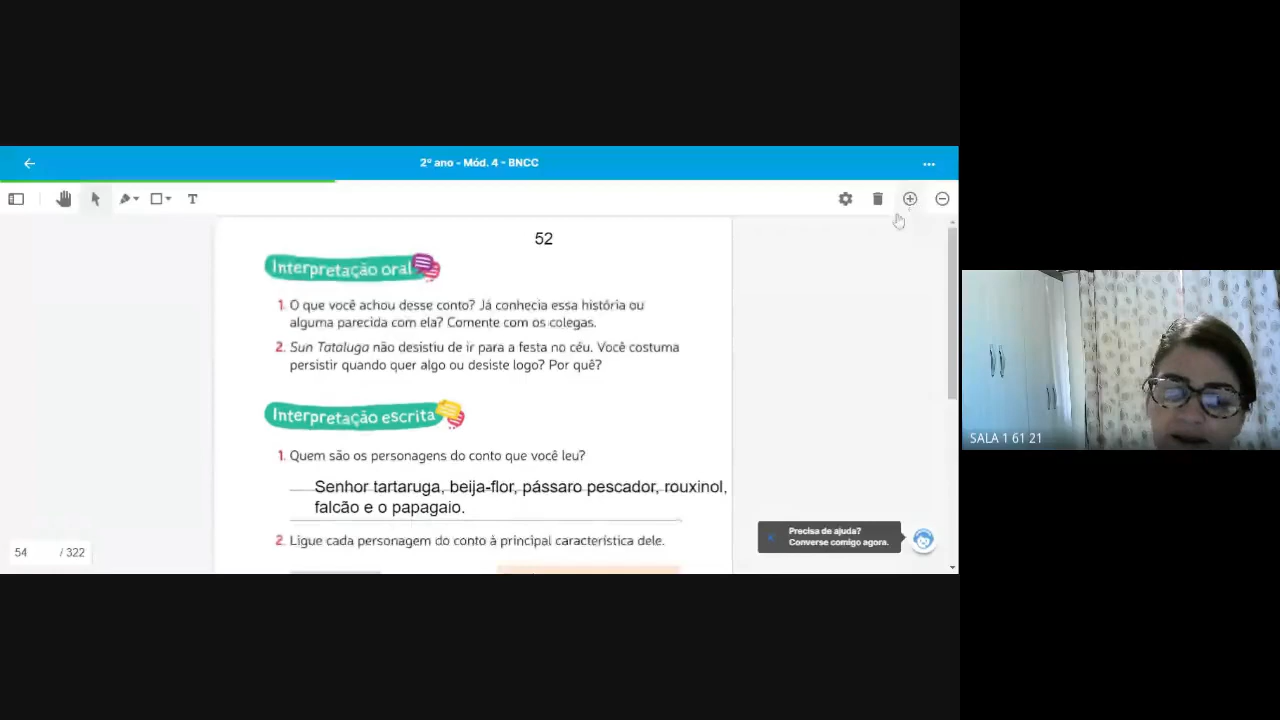 2º ano - Mód. 4 - BNCC
T
52
Interpretação oral
1. O que você achou desse conto? Já conhecia essa história ou
alguma parecida com ela? Comente com os colegas.
2. Sun Tataluga não desistiu de ir para a festa no céu. Você costuma
persistir quando quer algo ou desiste logo? Por quê?
Interpretação escrita
1. Quem são os personagens do conto que você leu?
Senhor tartaruga, beija-flor, pássaro pescador, rouxinol,
falcão e o papagaio.
2. Ligue cada personagem do conto à principal característica dele.
54 / 322
Precisa de ajuda?
Converse comigo agora.
SALA 1 61 21